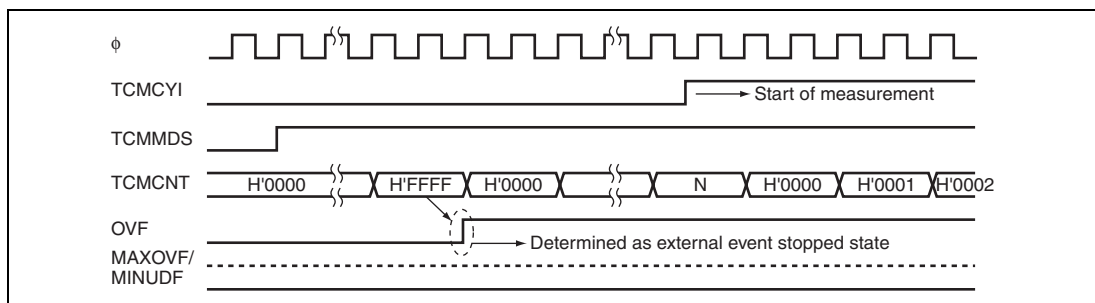 φ
TCMCYI
Start of measurement
TCMMDS
TCMCNT H'0000 H'FFFF H'0000 N H'0000 H'0001 H'0002
OVF
Determined as external event stopped state
MAXOVF/
MINUDF